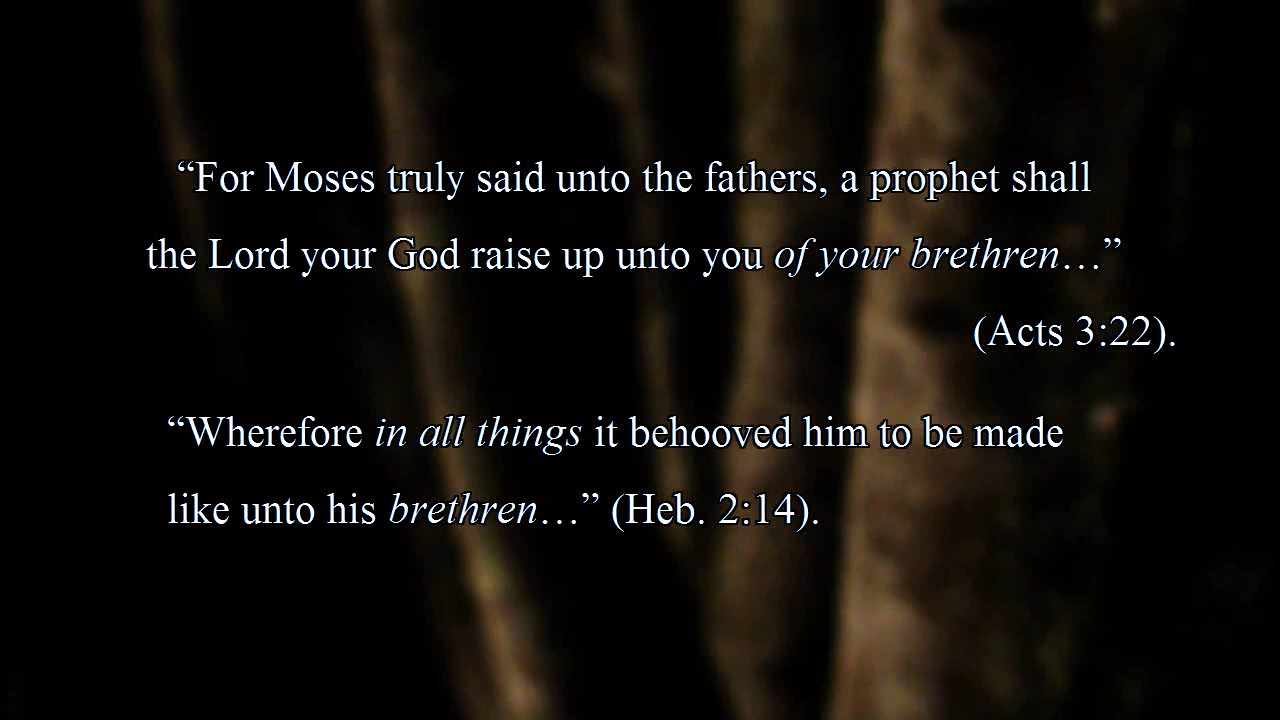 “For Moses truly said unto the fathers, a prophet shall
the Lord your God raise up unto you of your brethren…”
(Acts 3:22).
“Wherefore in all things it behooved him to be made
like unto his brethren…” (Heb. 2:14).